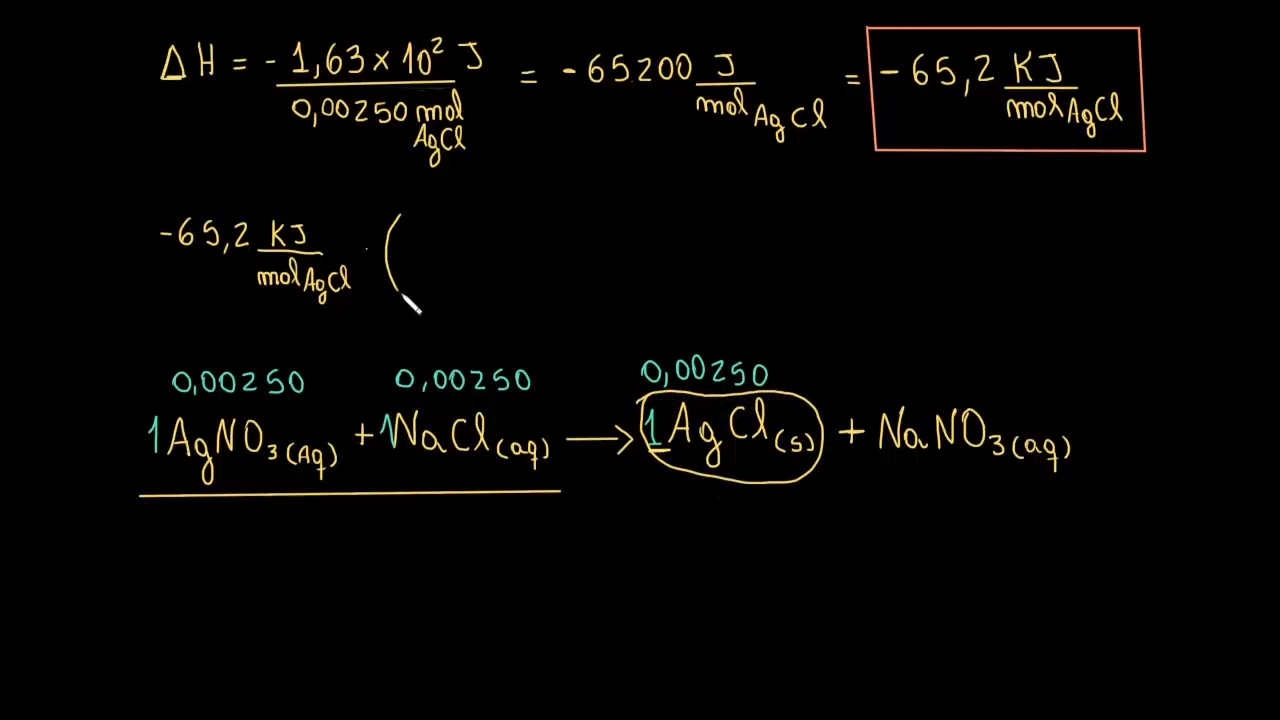 ΔH = - 1,63 × 10² J / 0,00250 mol AgCl = -65200 J / mol AgCl = -65,2 KJ / mol AgCl
-65,2 KJ / mol AgCl · (
0,00250 0,00250 0,00250
1AgNO₃(Aq) + 1NaCl(aq) → 1AgCl(s) + NaNO₃(aq)